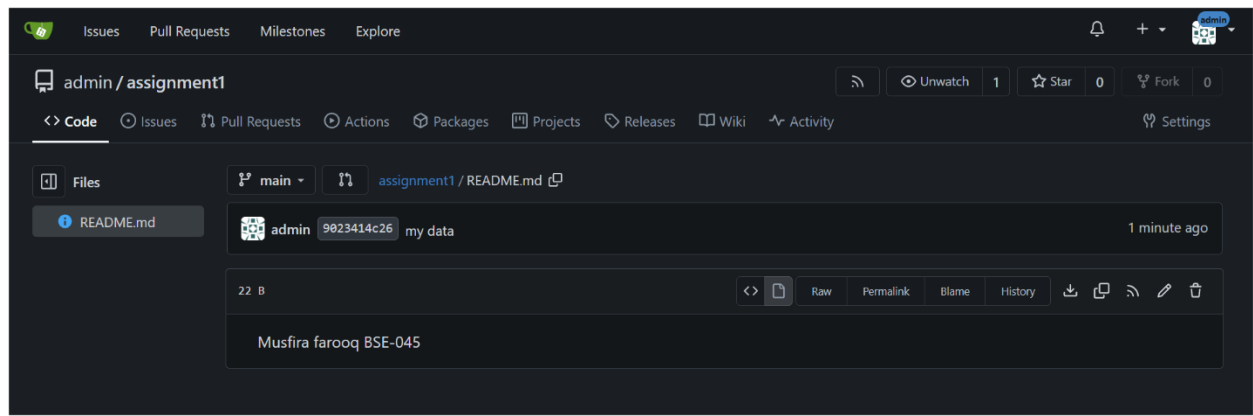 Issues Pull Requests Milestones Explore admin
admin / assignment1 Unwatch 1 Star 0 Fork 0
Code Issues Pull Requests Actions Packages Projects Releases Wiki Activity Settings
Files main assignment1 / README.md
README.md
admin 9023414c26 my data 1 minute ago
22 B Raw Permalink Blame History
Musfira farooq BSE-045